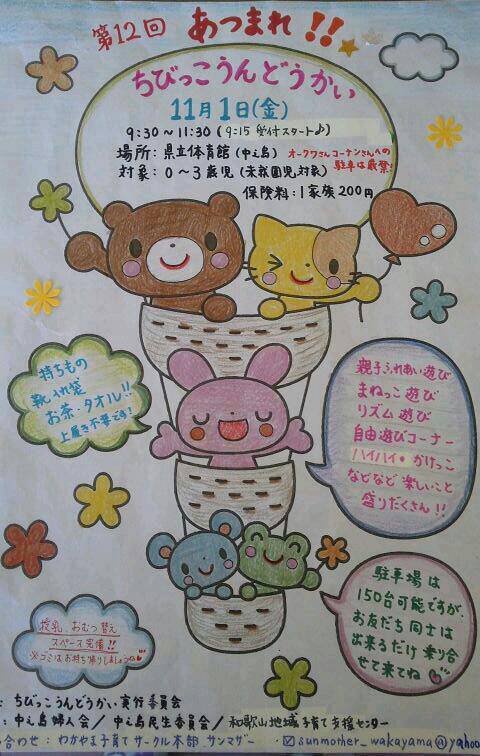 第12回 あつまれ!!
ちびっこうんどうかい
11月1日(金)
9:30～11:30 (9:15 受付スタート♪)
場所: 県立体育館 (中之島) オークワさんコーナンさんへの駐車は厳禁!
対象: 0～3歳児 (未就園児対象)
保険料: 1家族 200円
持ちもの
靴いれ袋
お茶・タオル!!
上履き不要です!
親子ふれあい遊び
まねっこ遊び
リズム遊び
自由遊びコーナー
ハイハイ・かけっこ
などなど 楽しいこと
盛りだくさん!!
駐車場は
150台可能ですが、
お友だち同士は
出来るだけ 乗り合
せて来てね♡
授乳、おむつ替え
スペース完備!!
※ゴミはお持ち帰りしましょうね♡
: ちびっこうんどうかい 実行委員会
: 中之島婦人会/中之島民生委員会/和歌山地域子育て支援センター
い合わせ: わかやま子育てサークル本部 サンマザー ✉sunmother_wakayama@yahoo